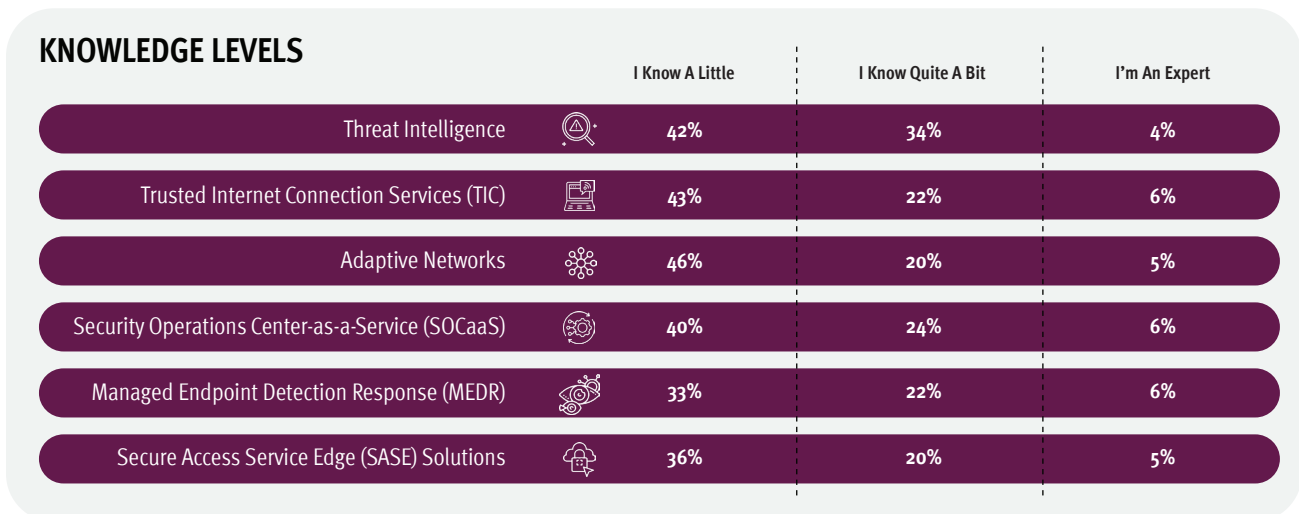 KNOWLEDGE LEVELS
I Know A Little I Know Quite A Bit I'm An Expert
Threat Intelligence 42% 34% 4%
Trusted Internet Connection Services (TIC) 43% 22% 6%
Adaptive Networks 46% 20% 5%
Security Operations Center-as-a-Service (SOCaaS) 40% 24% 6%
Managed Endpoint Detection Response (MEDR) 33% 22% 6%
Secure Access Service Edge (SASE) Solutions 36% 20% 5%